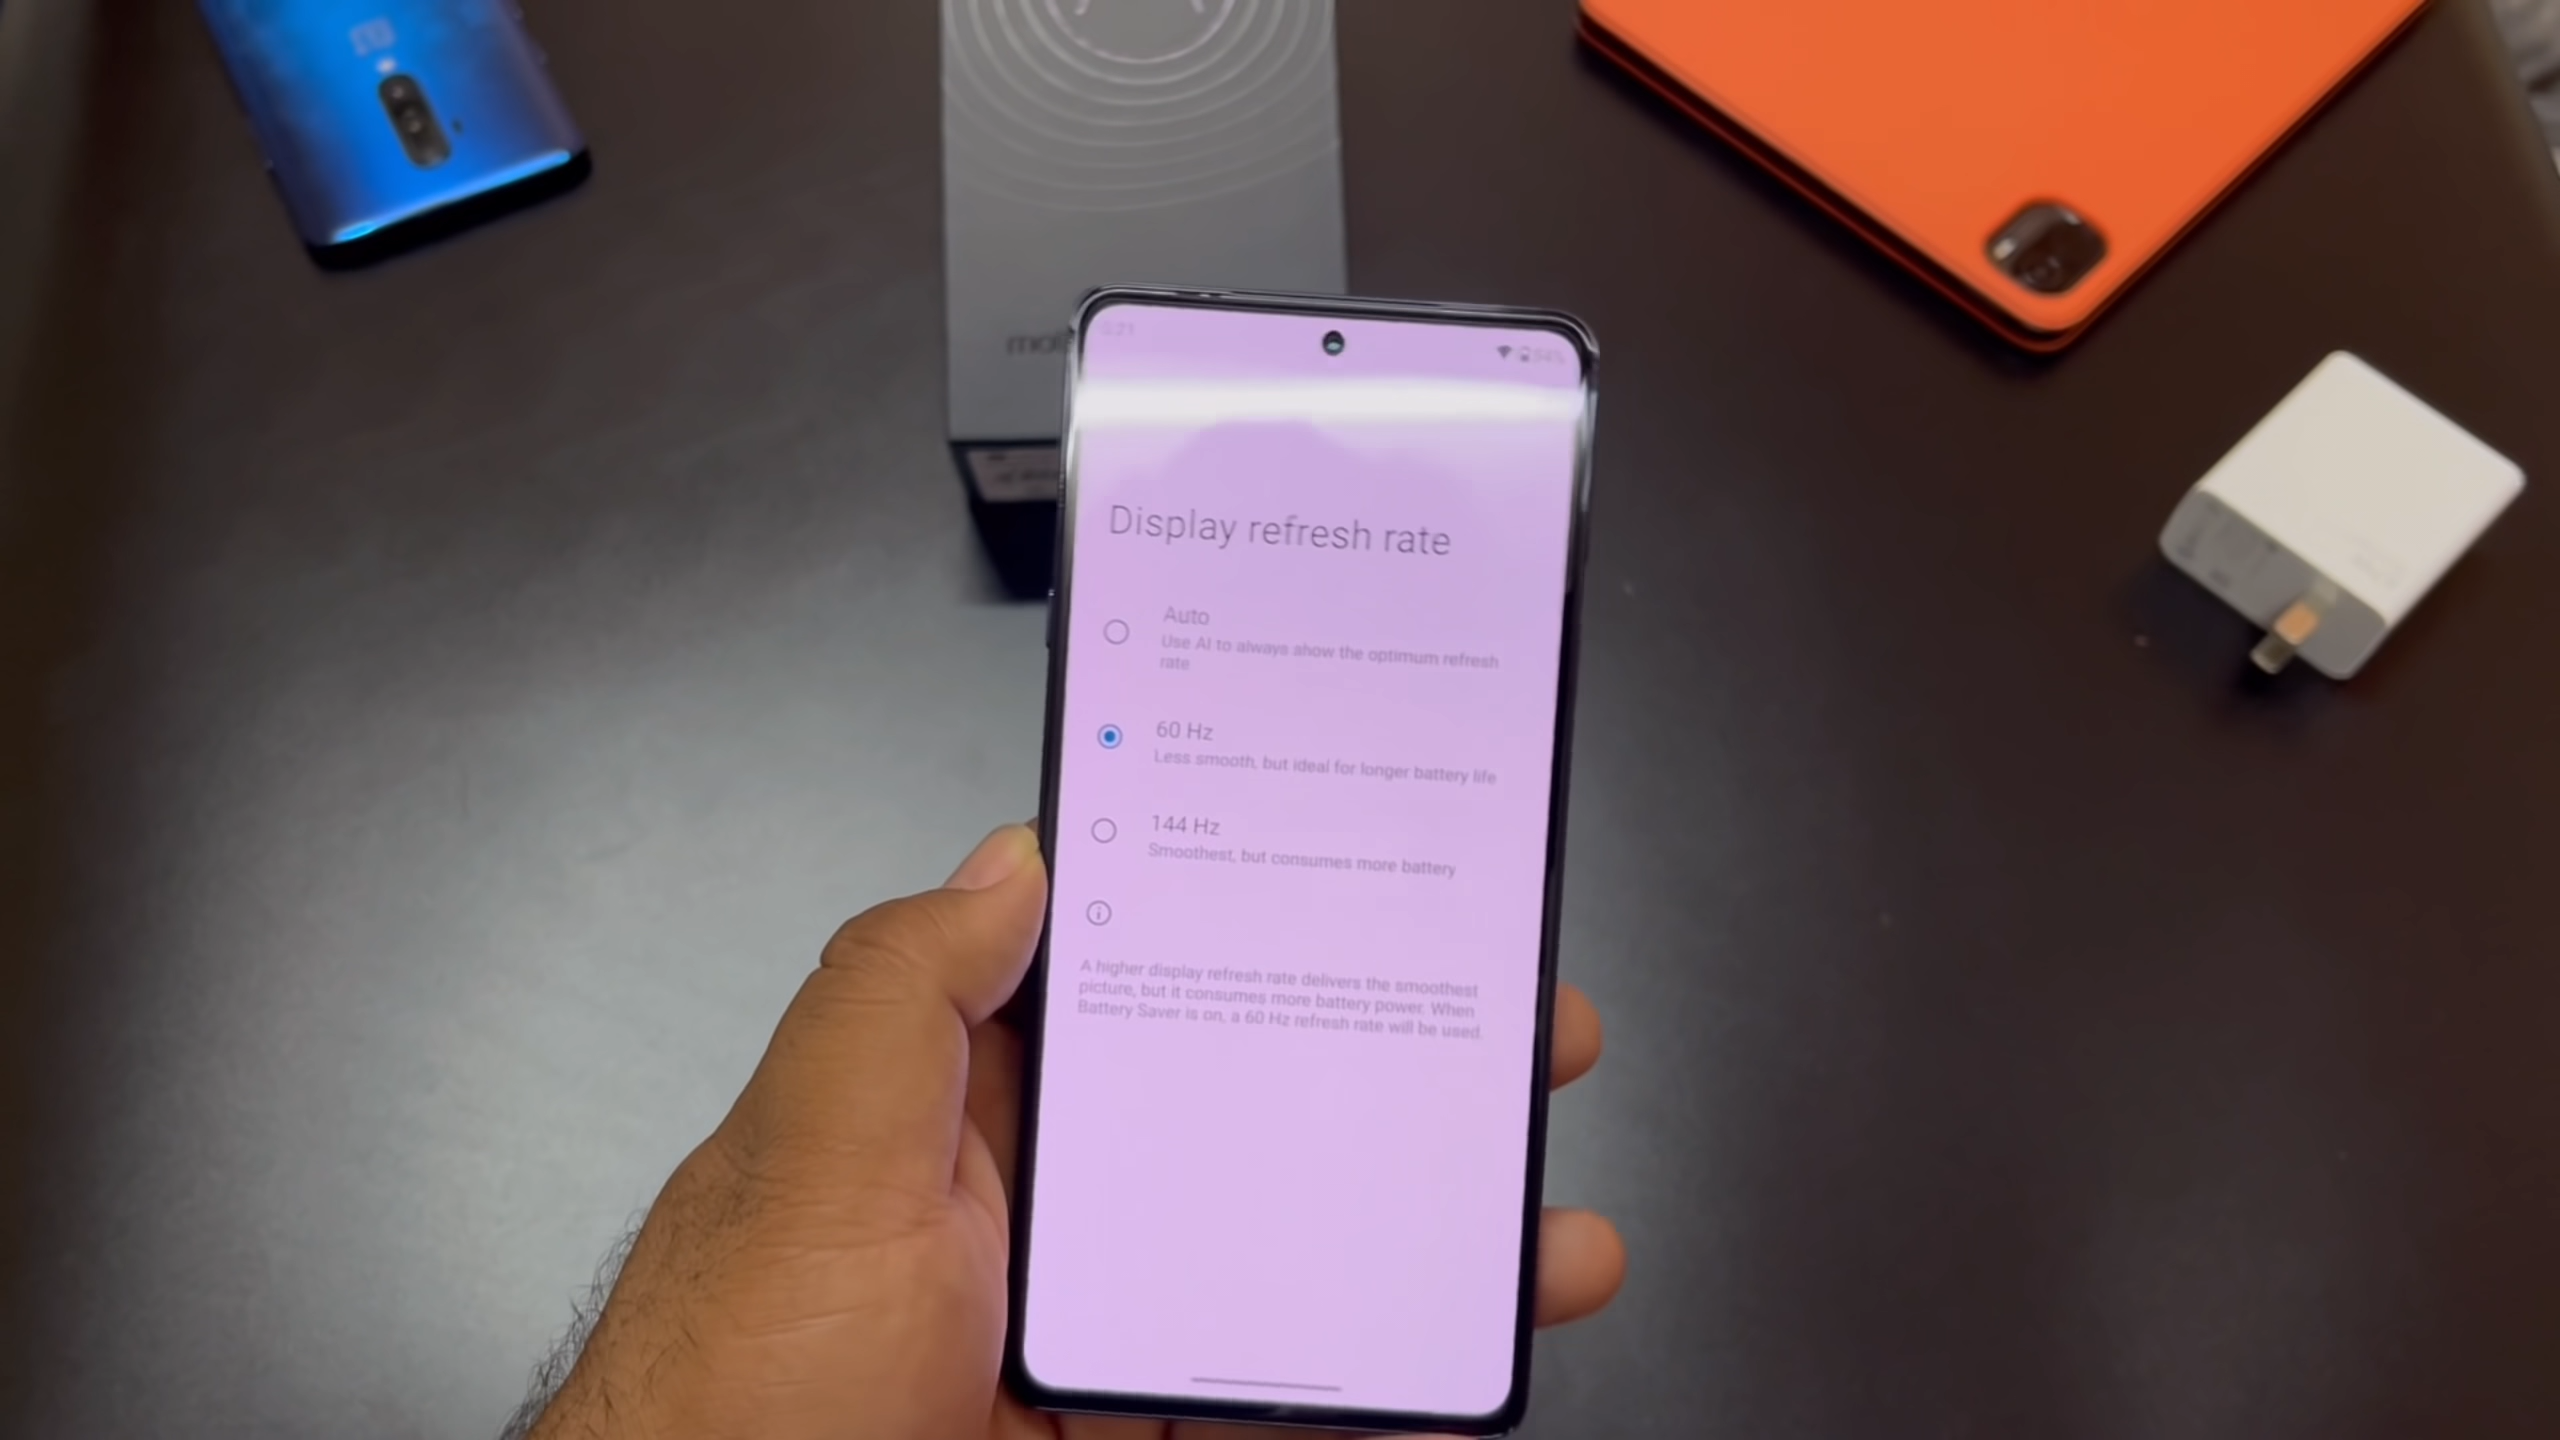 Display refresh rate
Auto
Use AI to always show the optimum refresh
rate
60 Hz
Less smooth, but ideal for longer battery life
144 Hz
Smoothest, but consumes more battery
A higher display refresh rate delivers the smoothest
picture, but it consumes more battery power. When
Battery Saver is on, a 60 Hz refresh rate will be used.